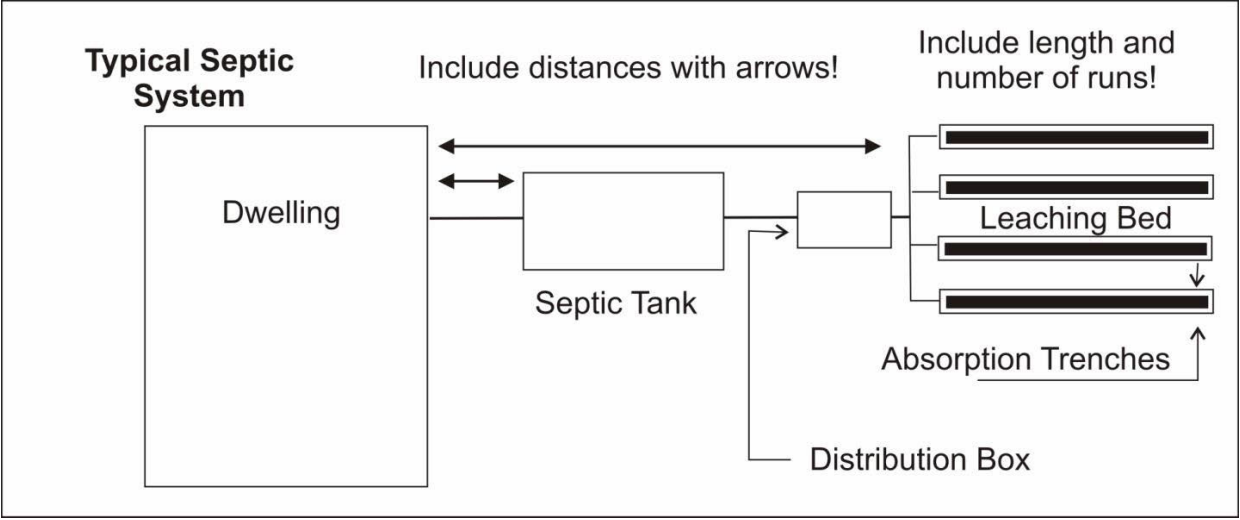 Typical Septic
System
Include distances with arrows!
Include length and
number of runs!
Dwelling
Septic Tank
Leaching Bed
Absorption Trenches
Distribution Box